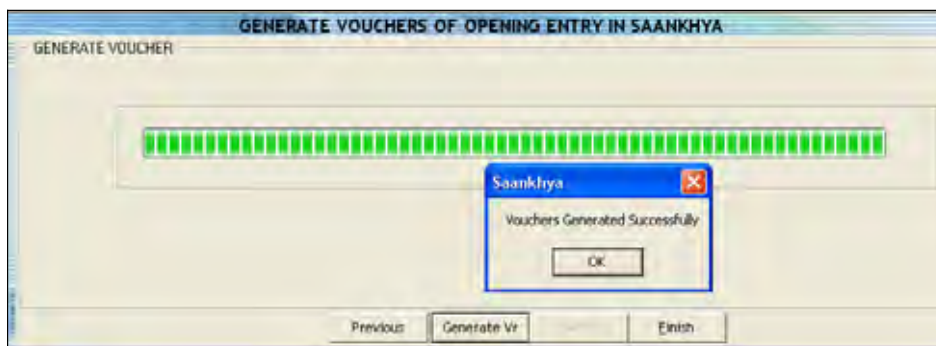 GENERATE VOUCHERS OF OPENING ENTRY IN SAANKHYA
GENERATE VOUCHER
Saankhya
Vouchers Generated Successfully
OK
Previous Generate Vr Finish